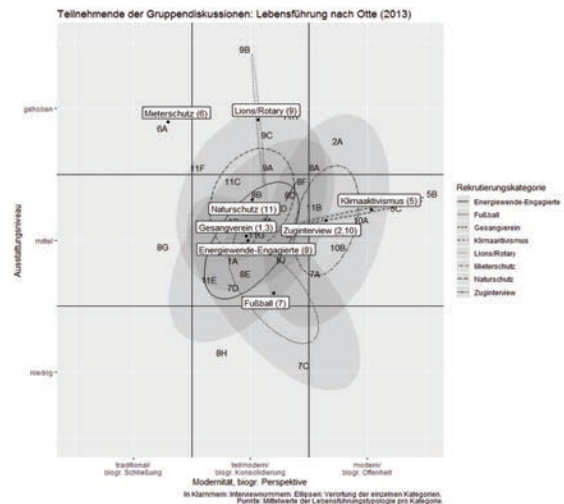 Teilnehmende der Gruppendiskussionen: Lebensführung nach Otte (2013)
9B
gehoben
Mieterschutz (6)
Lions/Rotary (9)
6A
9C
2A
11F
9A
6A
11C
8F
8B
Klimaaktivismus (5)
5B
Naturschutz (11)
11B
5C
10A
Gesangverein (1,3)
Zuginterview (2,10)
mittel
8G
Energiewende-Engagierte (8)
10B
1A
8E
7A
11E
7D
Fußball (7)
8H
7C
niedrig
Ausstattungsniveau
traditional/
biogr. Schließung
teilmodern/
biogr. Konsolidierung
modern/
biogr. Offenheit
Modernität, biogr. Perspektive
Rekrutierungskategorie
Energiewende-Engagierte
Fußball
Gesangverein
Klimaaktivismus
Lions/Rotary
Mieterschutz
Naturschutz
Zuginterview
In Klammern: Interviewnummern. Ellipsen: Verortung der einzelnen Kategorien.
Punkte: Mittelwerte der Lebensführungstypologie pro Kategorie.